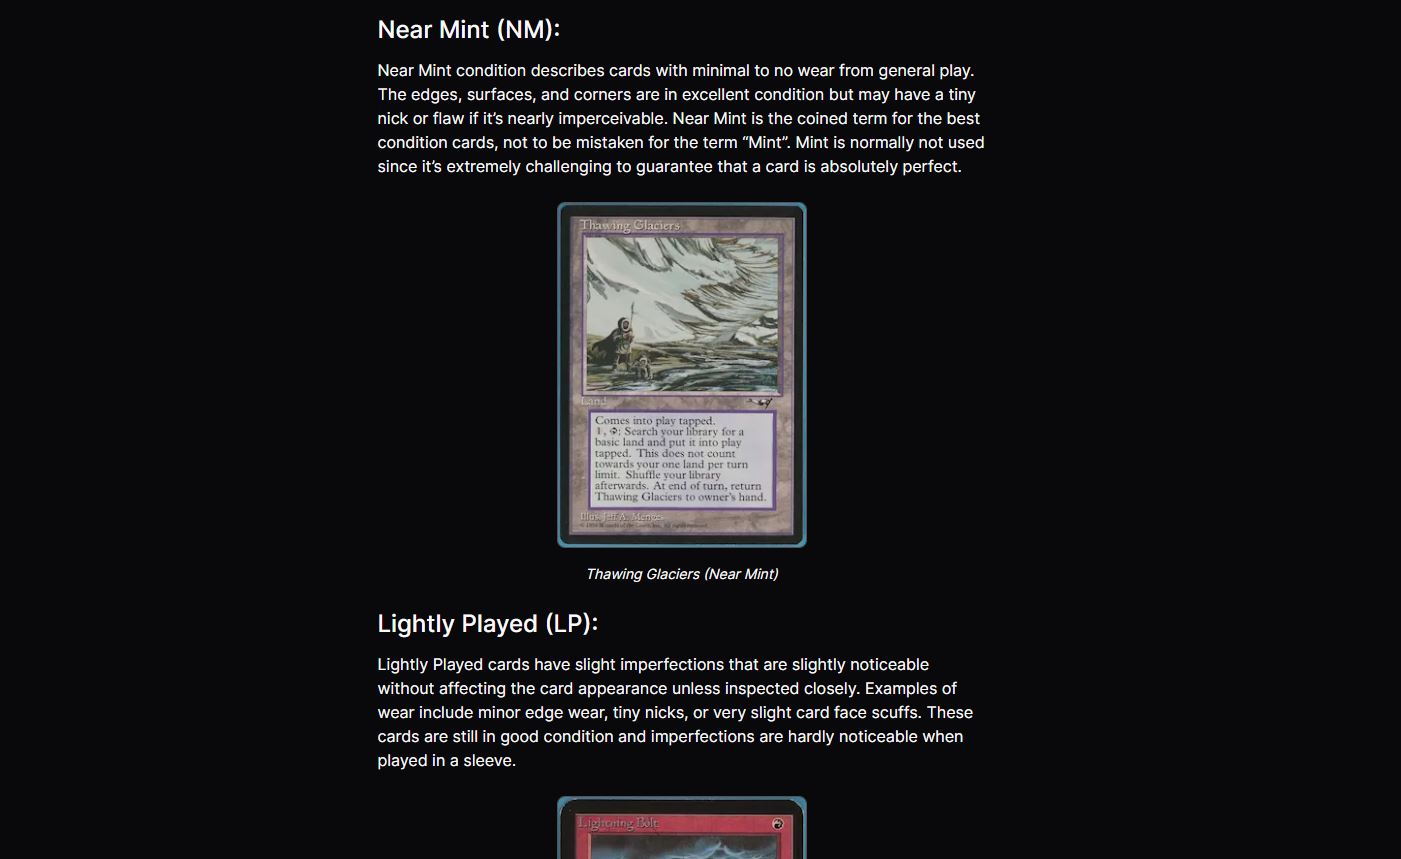 Near Mint (NM):
Near Mint condition describes cards with minimal to no wear from general play.
The edges, surfaces, and corners are in excellent condition but may have a tiny
nick or flaw if it’s nearly imperceivable. Near Mint is the coined term for the best
condition cards, not to be mistaken for the term “Mint”. Mint is normally not used
since it’s extremely challenging to guarantee that a card is absolutely perfect.
Thawing Glaciers
Land
Comes into play tapped.
1, : Search your library for a
basic land and put it into play
tapped. This does not count
towards your one land per turn
limit. Shuffle your library
afterwards. At end of turn, return
Thawing Glaciers to owner's hand.
Illus. Jeff A. Menges
Thawing Glaciers (Near Mint)
Lightly Played (LP):
Lightly Played cards have slight imperfections that are slightly noticeable
without affecting the card appearance unless inspected closely. Examples of
wear include minor edge wear, tiny nicks, or very slight card face scuffs. These
cards are still in good condition and imperfections are hardly noticeable when
played in a sleeve.
Lightning Bolt